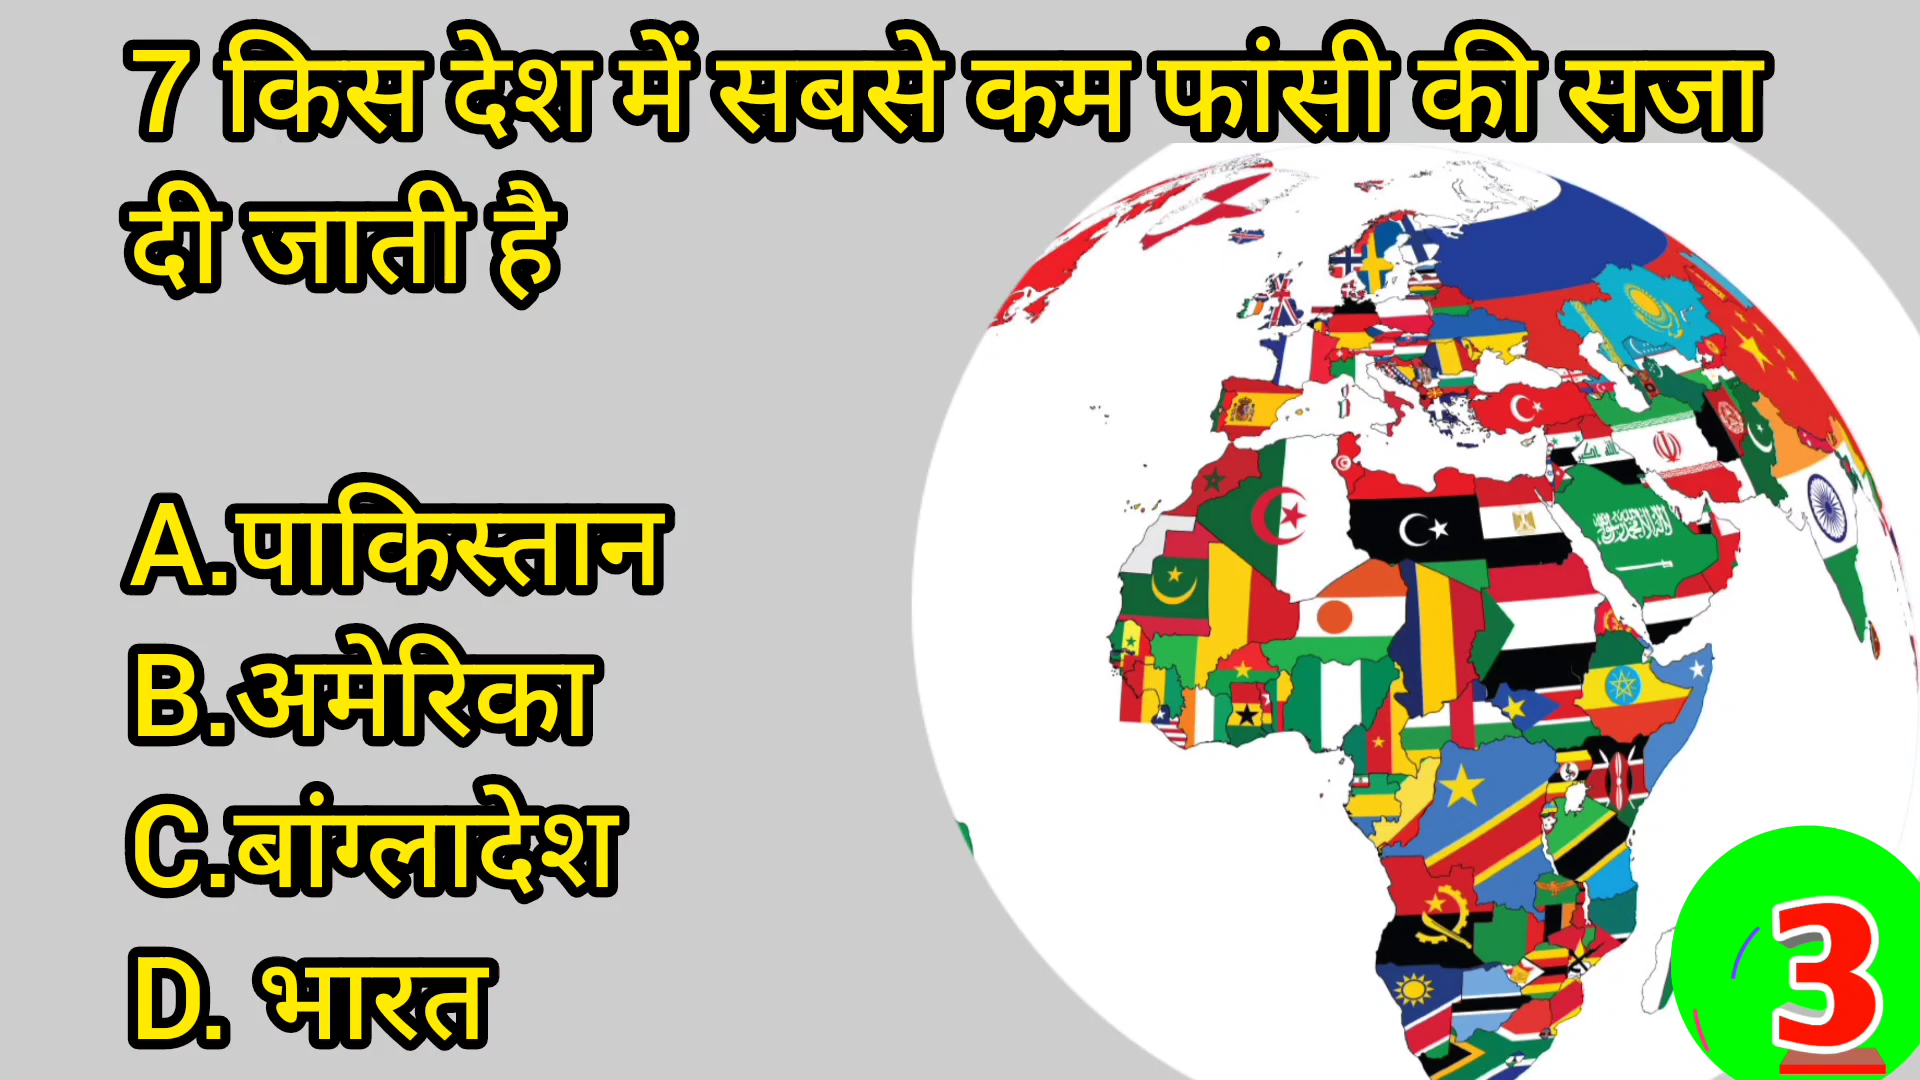 7 किस देश में सबसे कम फांसी की सजा
दी जाती है
A.पाकिस्तान
B.अमेरिका
C.बांग्लादेश
D. भारत
3